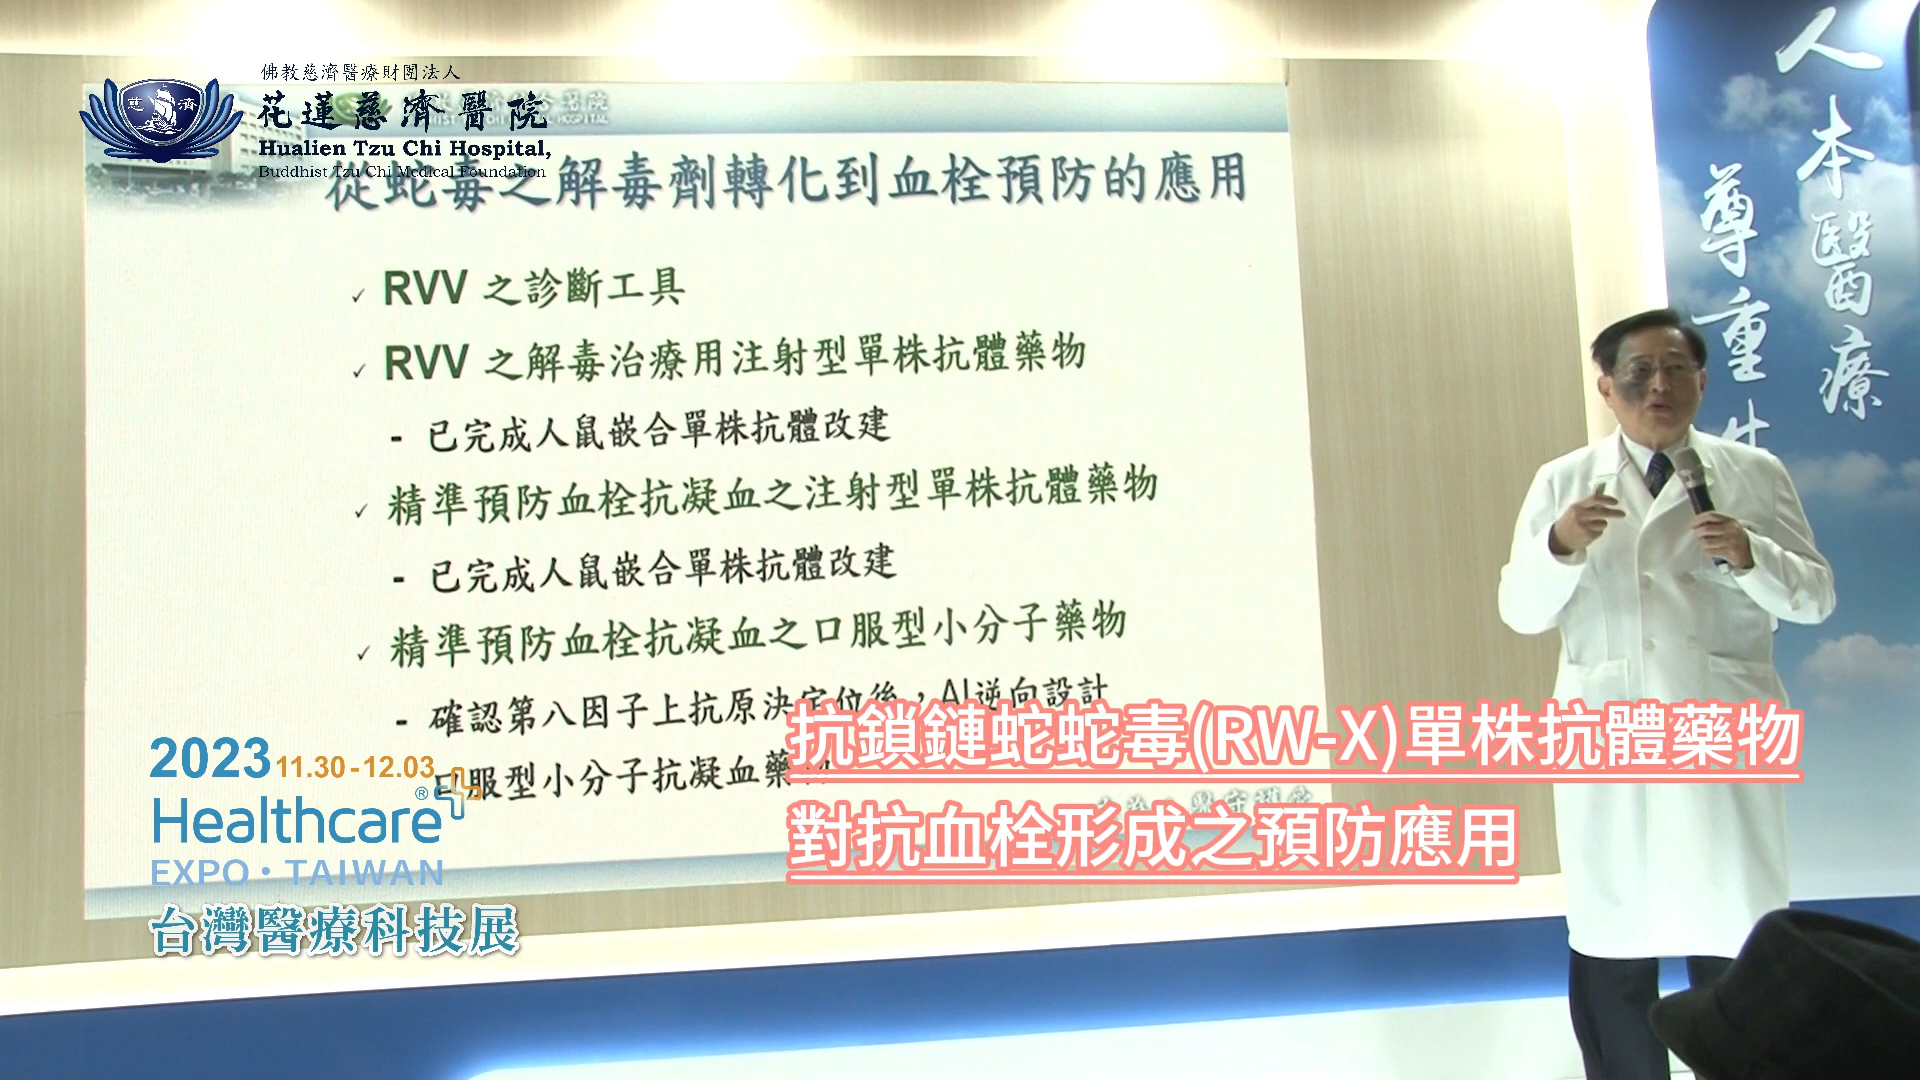 佛教慈濟醫療財團法人
花蓮慈濟醫院
Hualien Tzu Chi Hospital,
Buddhist Tzu Chi Medical Foundation
慈濟
從蛇毒之解毒劑轉化到血栓預防的應用
✓ RVV 之診斷工具
✓ RVV 之解毒治療用注射型單株抗體藥物
- 已完成人鼠嵌合單株抗體改建
✓ 精準預防血栓抗凝血之注射型單株抗體藥物
- 已完成人鼠嵌合單株抗體改建
✓ 精準預防血栓抗凝血之口服型小分子藥物
- 確認第八因子上抗原決定位後，AI逆向設計
口服型小分子抗凝血藥物
抗鎖鏈蛇蛇毒(RW-X)單株抗體藥物
對抗血栓形成之預防應用
2023 11.30-12.03
Healthcare®
EXPO·TAIWAN
台灣醫療科技展
人本醫療
尊重生